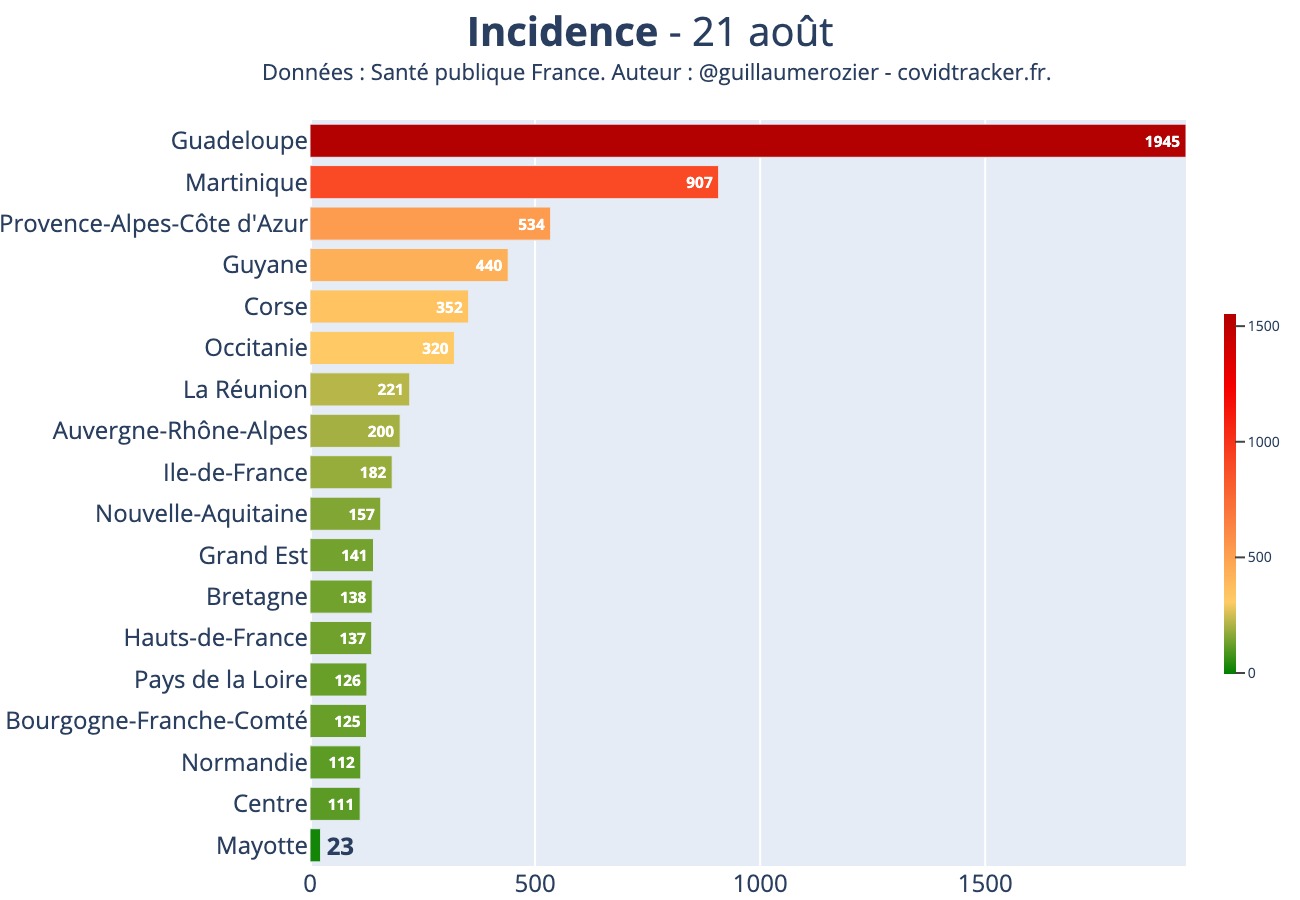 Incidence - 21 août
Données : Santé publique France. Auteur : @guillaumerozier - covidtracker.fr.
Guadeloupe 1945
Martinique 907
Provence-Alpes-Côte d'Azur 534
Guyane 440
Corse 352
Occitanie 320
La Réunion 221
Auvergne-Rhône-Alpes 200
Ile-de-France 182
Nouvelle-Aquitaine 157
Grand Est 141
Bretagne 138
Hauts-de-France 137
Pays de la Loire 126
Bourgogne-Franche-Comté 125
Normandie 112
Centre 111
Mayotte 23
0 500 1000 1500
1500
1000
500
0